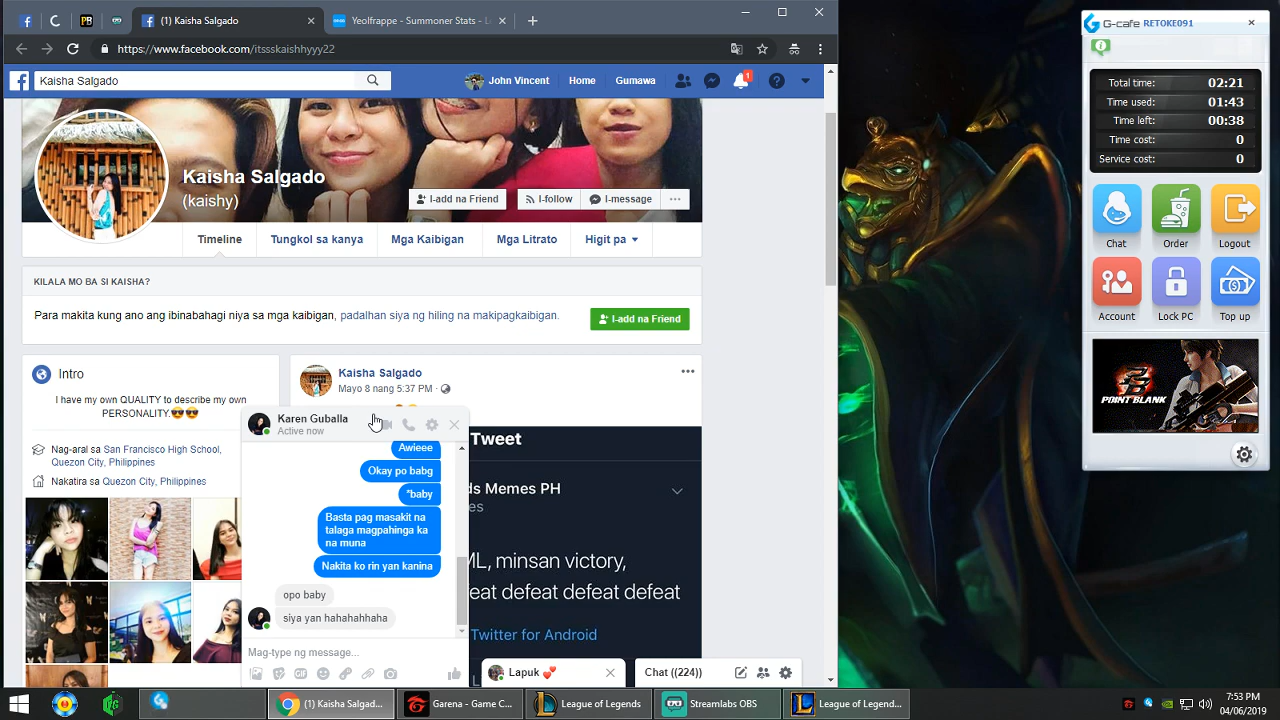 (1) Kaisha Salgado
Yeolfrappe - Summoner Stats - L
https://www.facebook.com/itssskaishhyyy22
Kaisha Salgado
John Vincent
Home
Gumawa
1
Kaisha Salgado
(kaishy)
I-add na Friend
I-follow
I-message
Timeline
Tungkol sa kanya
Mga Kaibigan
Mga Litrato
Higit pa
KILALA MO BA SI KAISHA?
Para makita kung ano ang ibinabahagi niya sa mga kaibigan, padalhan siya ng hiling na makipagkaibigan.
I-add na Friend
Intro
I have my own QUALITY to describe my
own PERSONALITY.😎😎
Nag-aral sa San Francisco High School,
Quezon City, Philippines
Nakatira sa Quezon City, Philippines
Kaisha Salgado
Mayo 8 nang 5:37 PM ·
Tweet
ds Memes PH
es
ML, minsan victory,
eat defeat defeat defeat
Twitter for Android
Karen Guballa
Active now
Awieee
Okay po babg
*baby
Basta pag masakit na
talaga magpahinga ka
na muna
Nakita ko rin yan kanina
opo baby
siya yan hahahahhaha
Mag-type ng mensahe...
GIF
Lapuk 💕
Chat ((224))
G-cafe RETOKE091
Total time: 02:21
Time used: 01:43
Time left: 00:38
Time cost: 0
Service cost: 0
Chat
Order
Logout
Account
Lock PC
Top up
POINT BLANK
(1) Kaisha Salgad...
Garena - Game C...
League of Legends
Streamlabs OBS
League of Legend...
7:53 PM
04/06/2019